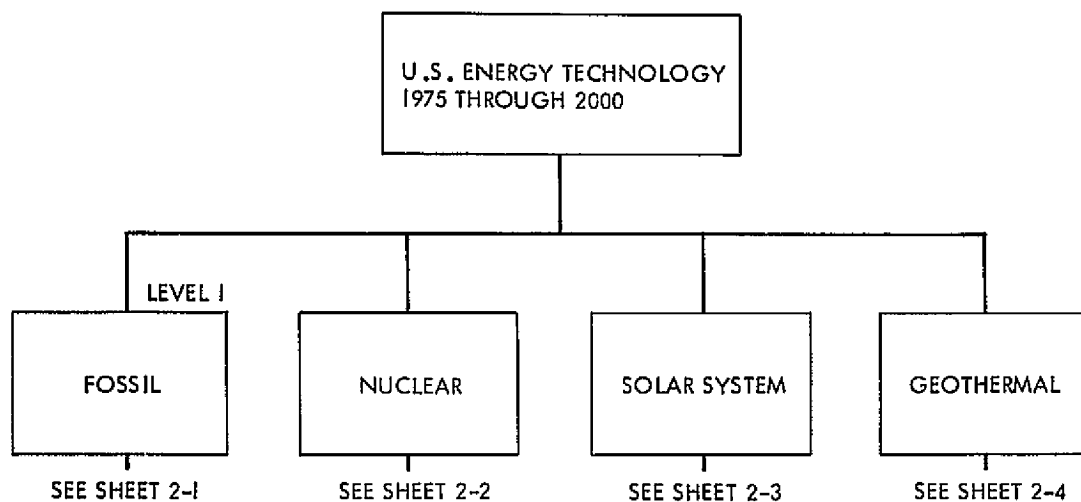 U.S. ENERGY TECHNOLOGY
1975 THROUGH 2000
LEVEL 1
FOSSIL
NUCLEAR
SOLAR SYSTEM
GEOTHERMAL
SEE SHEET 2-1
SEE SHEET 2-2
SEE SHEET 2-3
SEE SHEET 2-4